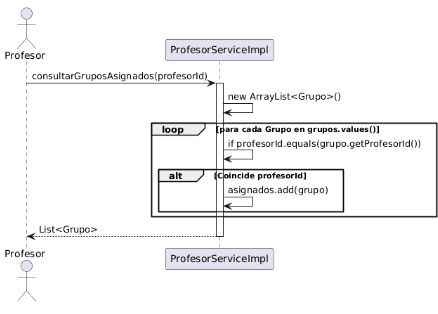 Profesor
ProfesorServiceImpl
consultarGruposAsignados(profesorId)
new ArrayList<Grupo>()
loop [para cada Grupo en grupos.values()]
if profesorId.equals(grupo.getProfesorId())
alt [Coincide profesorId]
asignados.add(grupo)
List<Grupo>
Profesor
ProfesorServiceImpl